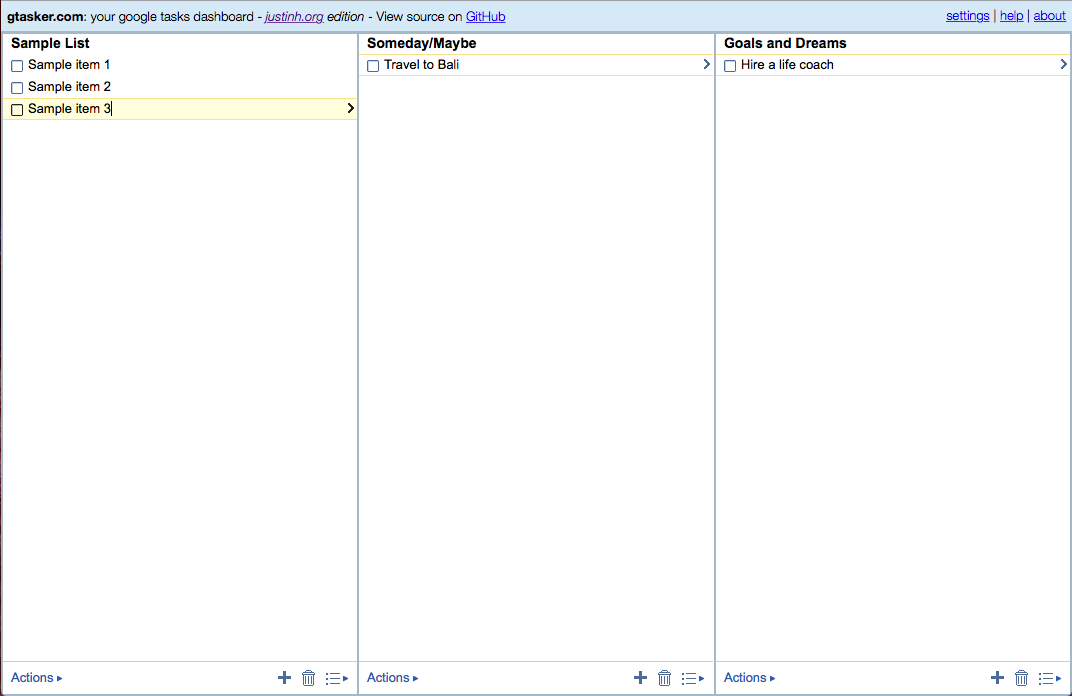 gtasker.com: your google tasks dashboard - justinh.org edition - View source on GitHub
settings | help | about
Sample List
Sample item 1
Sample item 2
Sample item 3
Actions ▸
Someday/Maybe
Travel to Bali
Actions ▸
Goals and Dreams
Hire a life coach
Actions ▸